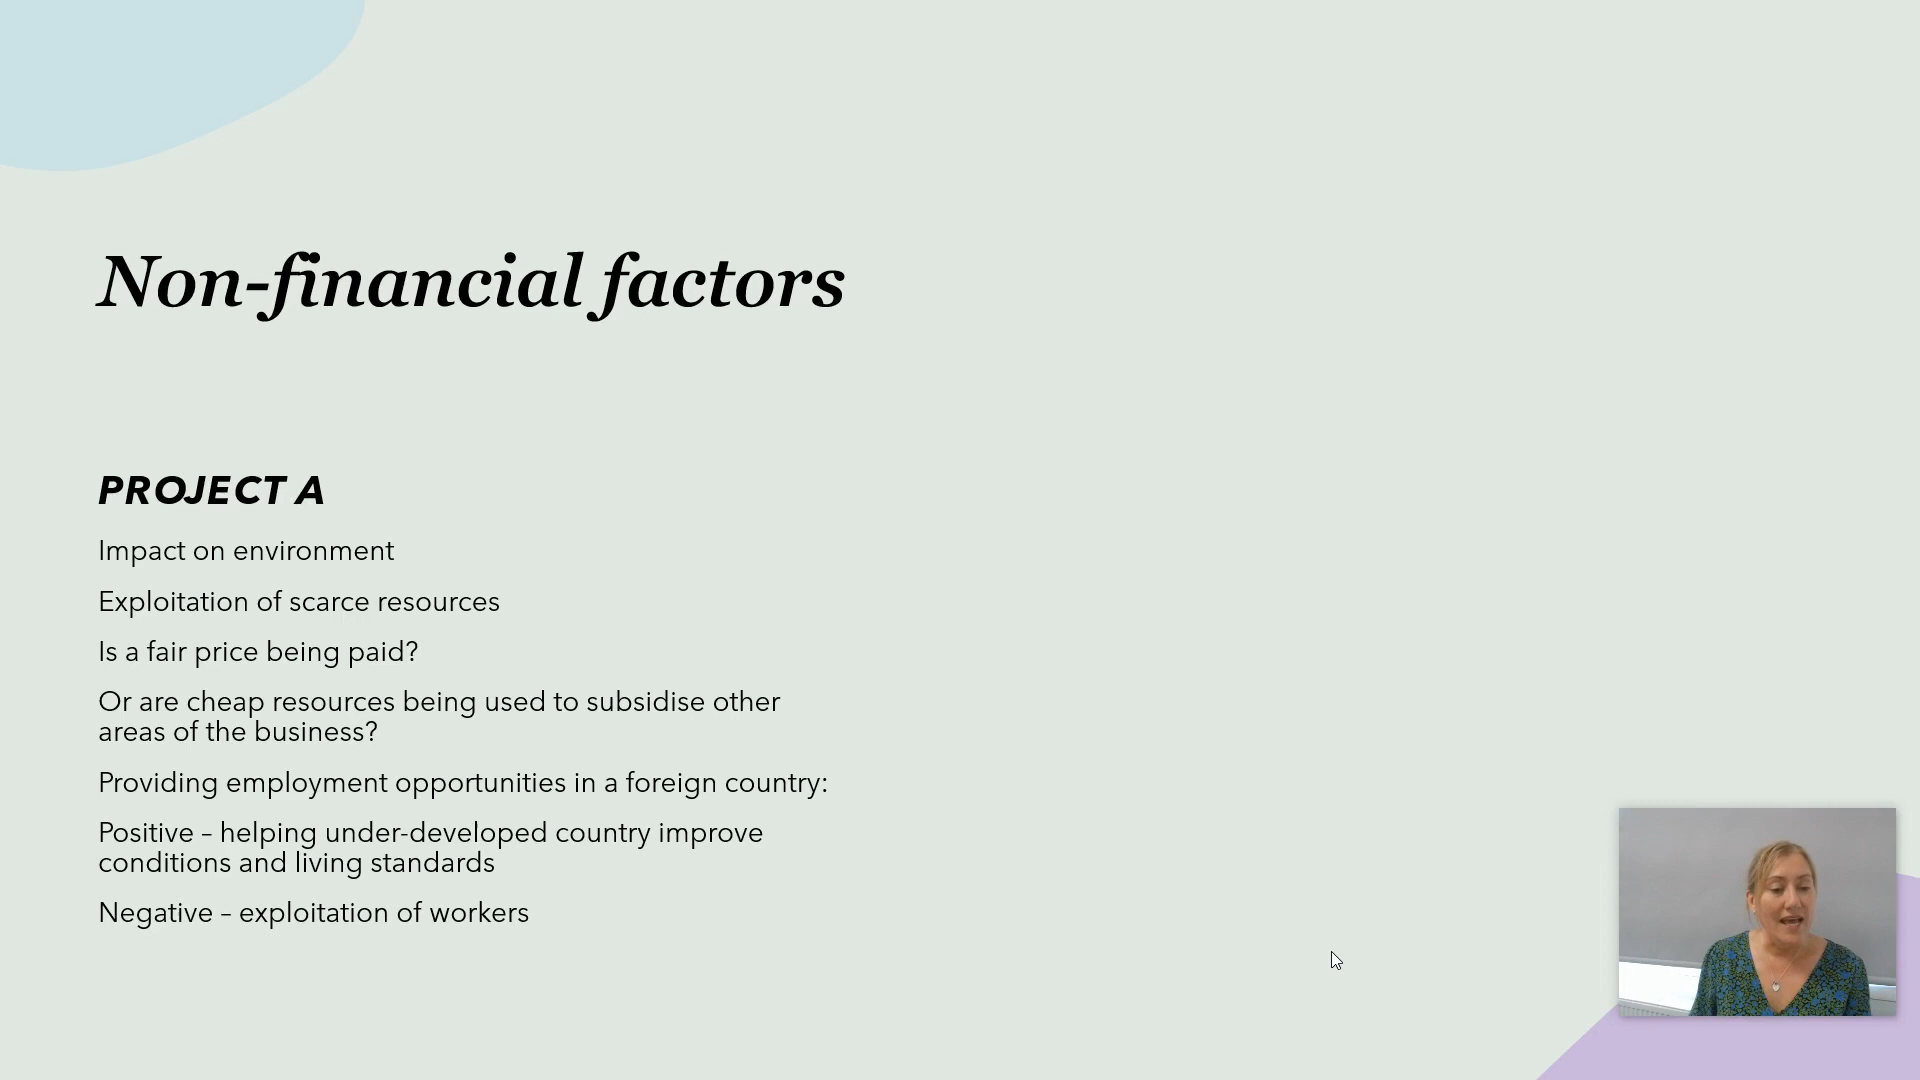 Non-financial factors
PROJECT A
Impact on environment
Exploitation of scarce resources
Is a fair price being paid?
Or are cheap resources being used to subsidise other
areas of the business?
Providing employment opportunities in a foreign country:
Positive – helping under-developed country improve
conditions and living standards
Negative – exploitation of workers